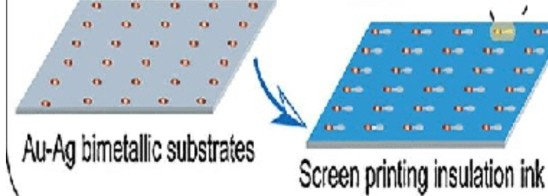 Au-Ag bimetallic substrates
Screen printing insulation ink